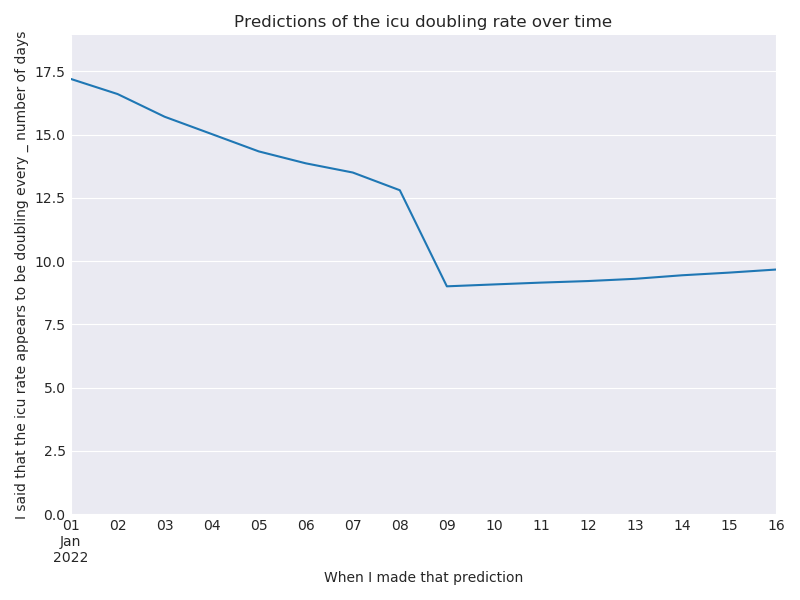 Predictions of the icu doubling rate over time
I said that the icu rate appears to be doubling every _ number of days
17.5
15.0
12.5
10.0
7.5
5.0
2.5
0.0
01 02 03 04 05 06 07 08 09 10 11 12 13 14 15 16
Jan
2022
When I made that prediction